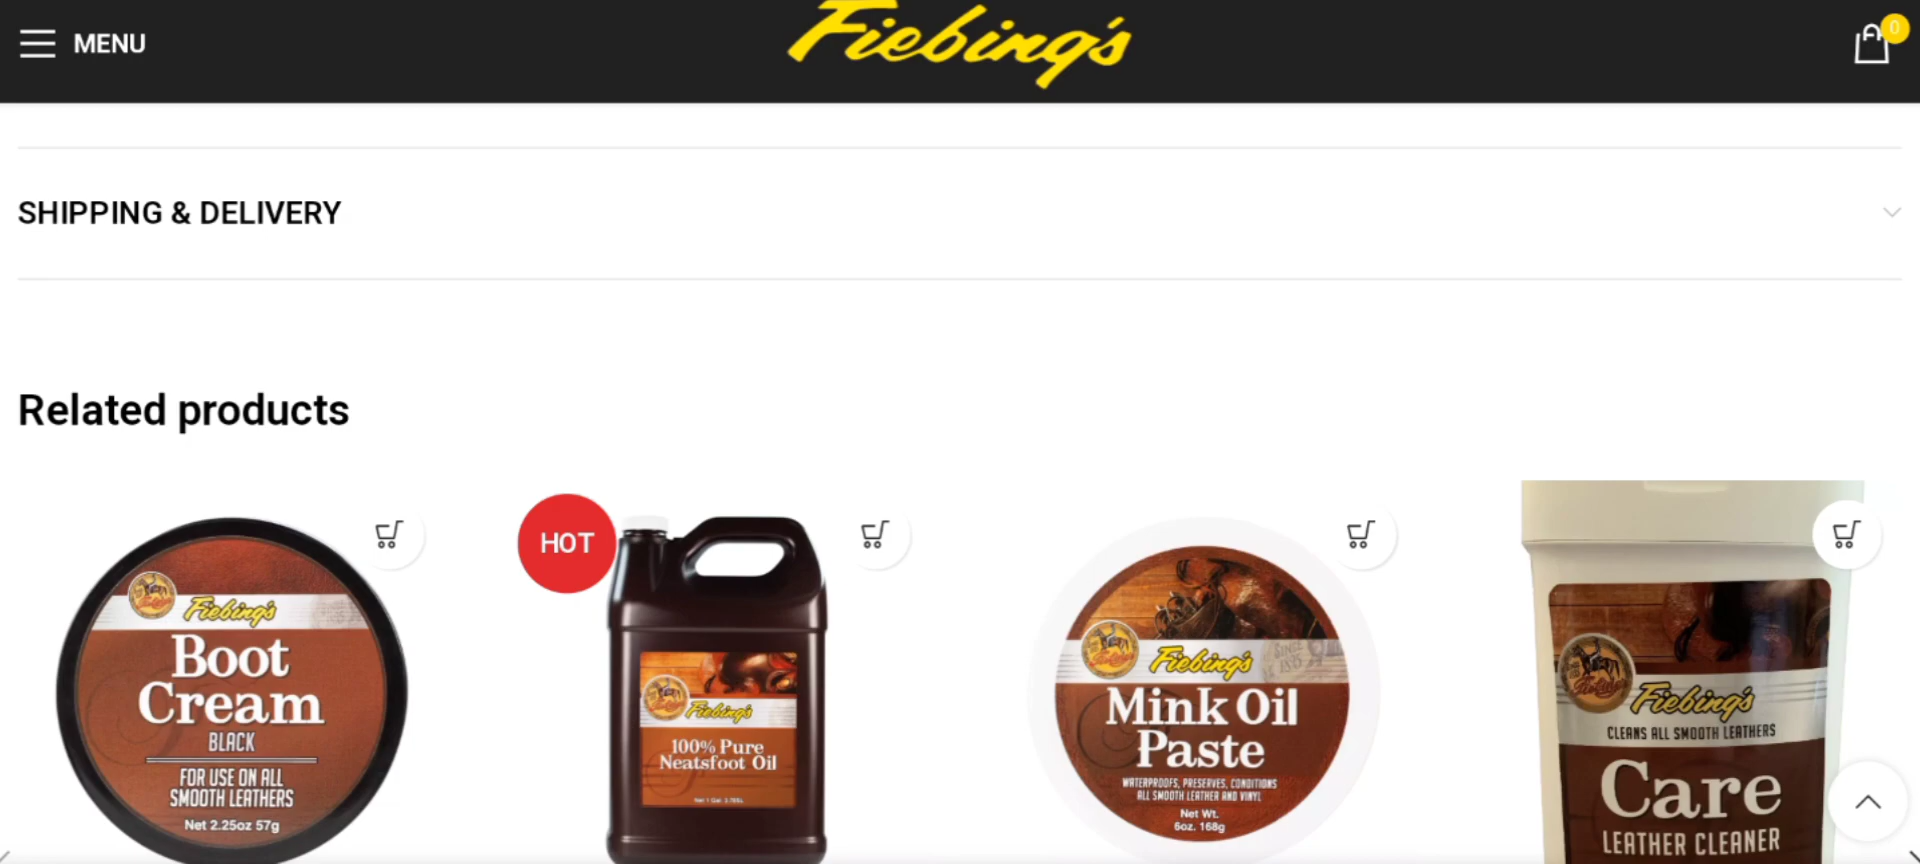 MENU
Fiebing's
0
SHIPPING & DELIVERY
Related products
HOT
Fiebing's
Boot
Cream
BLACK
FOR USE ON ALL
SMOOTH LEATHERS
Net 2.25oz 57g
Fiebing's
100% Pure
Neatsfoot Oil
Fiebing's
SINCE
1895
Mink Oil
Paste
WATERPROOFS, PRESERVES, CONDITIONS
ALL SMOOTH LEATHER AND VINYL
Net Wt.
6oz. 168g
Fiebing's
CLEANS ALL SMOOTH LEATHERS
Care
LEATHER CLEANER